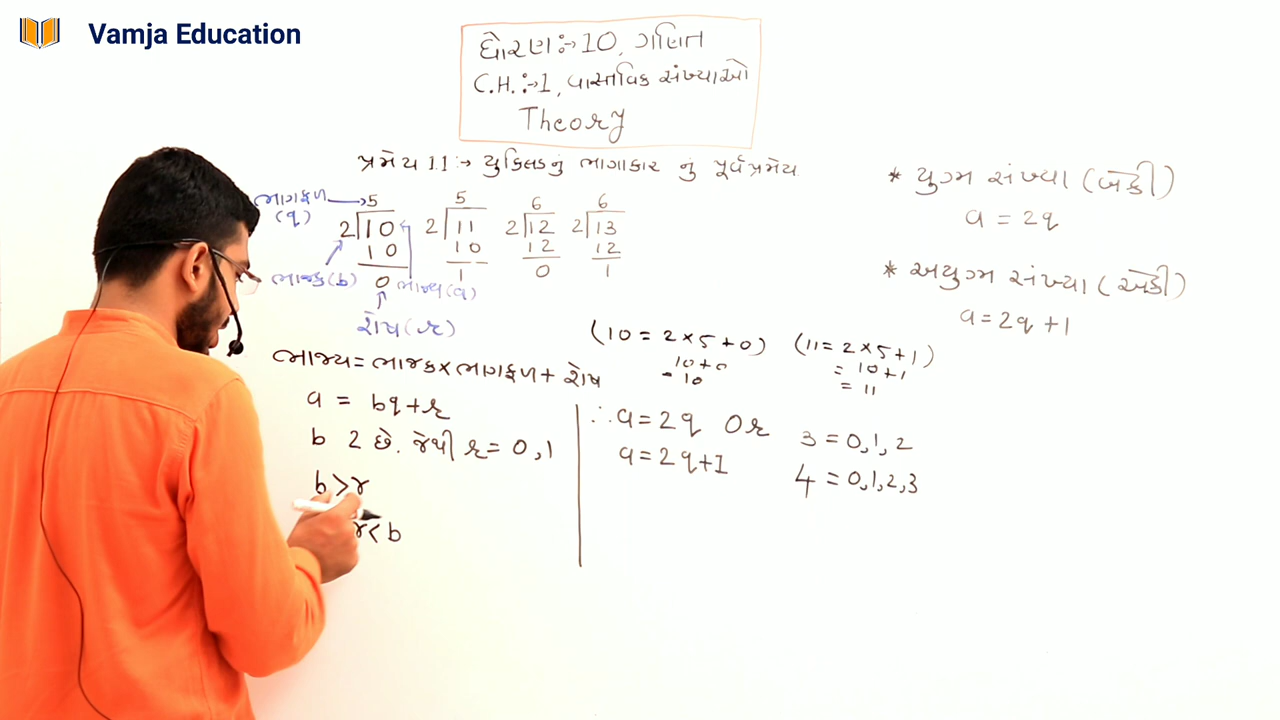 Vamja Education
ધોરણ:-10, ગણિત
C.H.:-1, વાસ્તવિક સંખ્યાઓ
Theory
પ્રમેય 1.1:- યુક્લિડનું ભાગાકાર નું પૂર્વપ્રમેય
ભાગફળ
(q)
5
2 10
10
0
ભાજક(b)
ભાજ્ય(a)
શેષ(r)
5
2 11
10
1
6
2 12
12
0
6
2 13
12
1
(10 = 2×5+0)
10+0
= 10
(11 = 2×5+1)
= 10+1
= 11
ભાજ્ય = ભાજક×ભાગફળ + શેષ
a = bq+r
b 2 છે. જેથી r = 0,1
b>r
r<b
∴ a = 2q Or
a = 2q+1
3 = 0,1,2
4 = 0,1,2,3
* યુગ્મ સંખ્યા (બેકી)
a = 2q
* અયુગ્મ સંખ્યા (એકી)
a = 2q +1